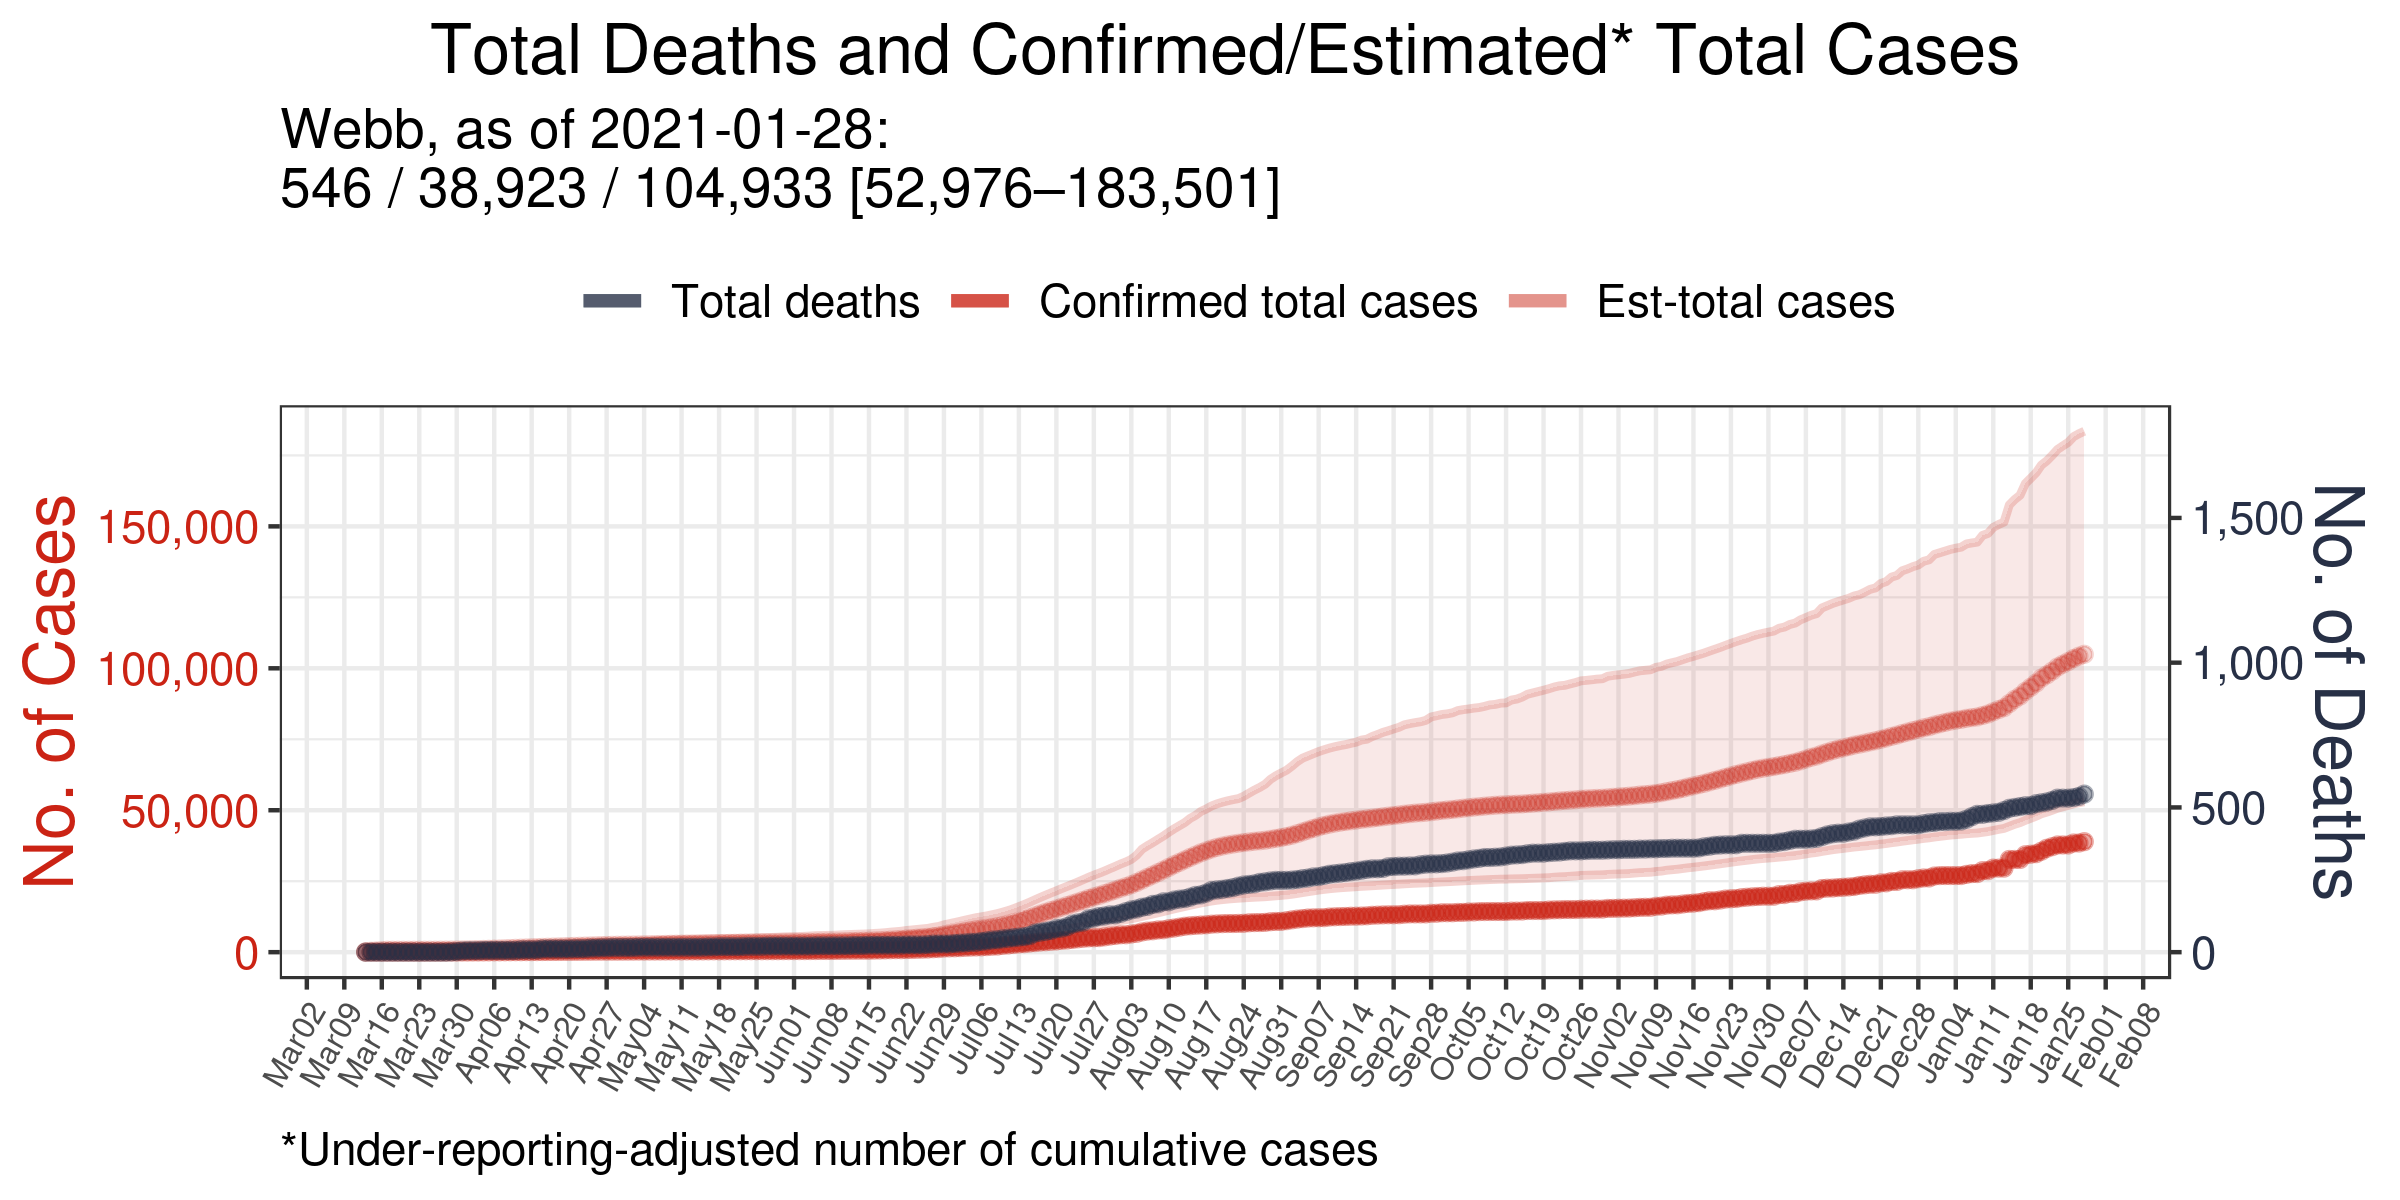 Total Deaths and Confirmed/Estimated* Total Cases
Webb, as of 2021-01-28:
546 / 38,923 / 104,933 [52,976–183,501]
Total deaths
Confirmed total cases
Est-total cases
No. of Cases
150,000
100,000
50,000
0
1,500
1,000
500
0
No. of Deaths
Mar02
Mar09
Mar16
Mar23
Mar30
Apr06
Apr13
Apr20
Apr27
May04
May11
May18
May25
Jun01
Jun08
Jun15
Jun22
Jun29
Jul06
Jul13
Jul20
Jul27
Aug03
Aug10
Aug17
Aug24
Aug31
Sep07
Sep14
Sep21
Sep28
Oct05
Oct12
Oct19
Oct26
Nov02
Nov09
Nov16
Nov23
Nov30
Dec07
Dec14
Dec21
Dec28
Jan04
Jan11
Jan18
Jan25
Feb01
Feb08
*Under-reporting-adjusted number of cumulative cases